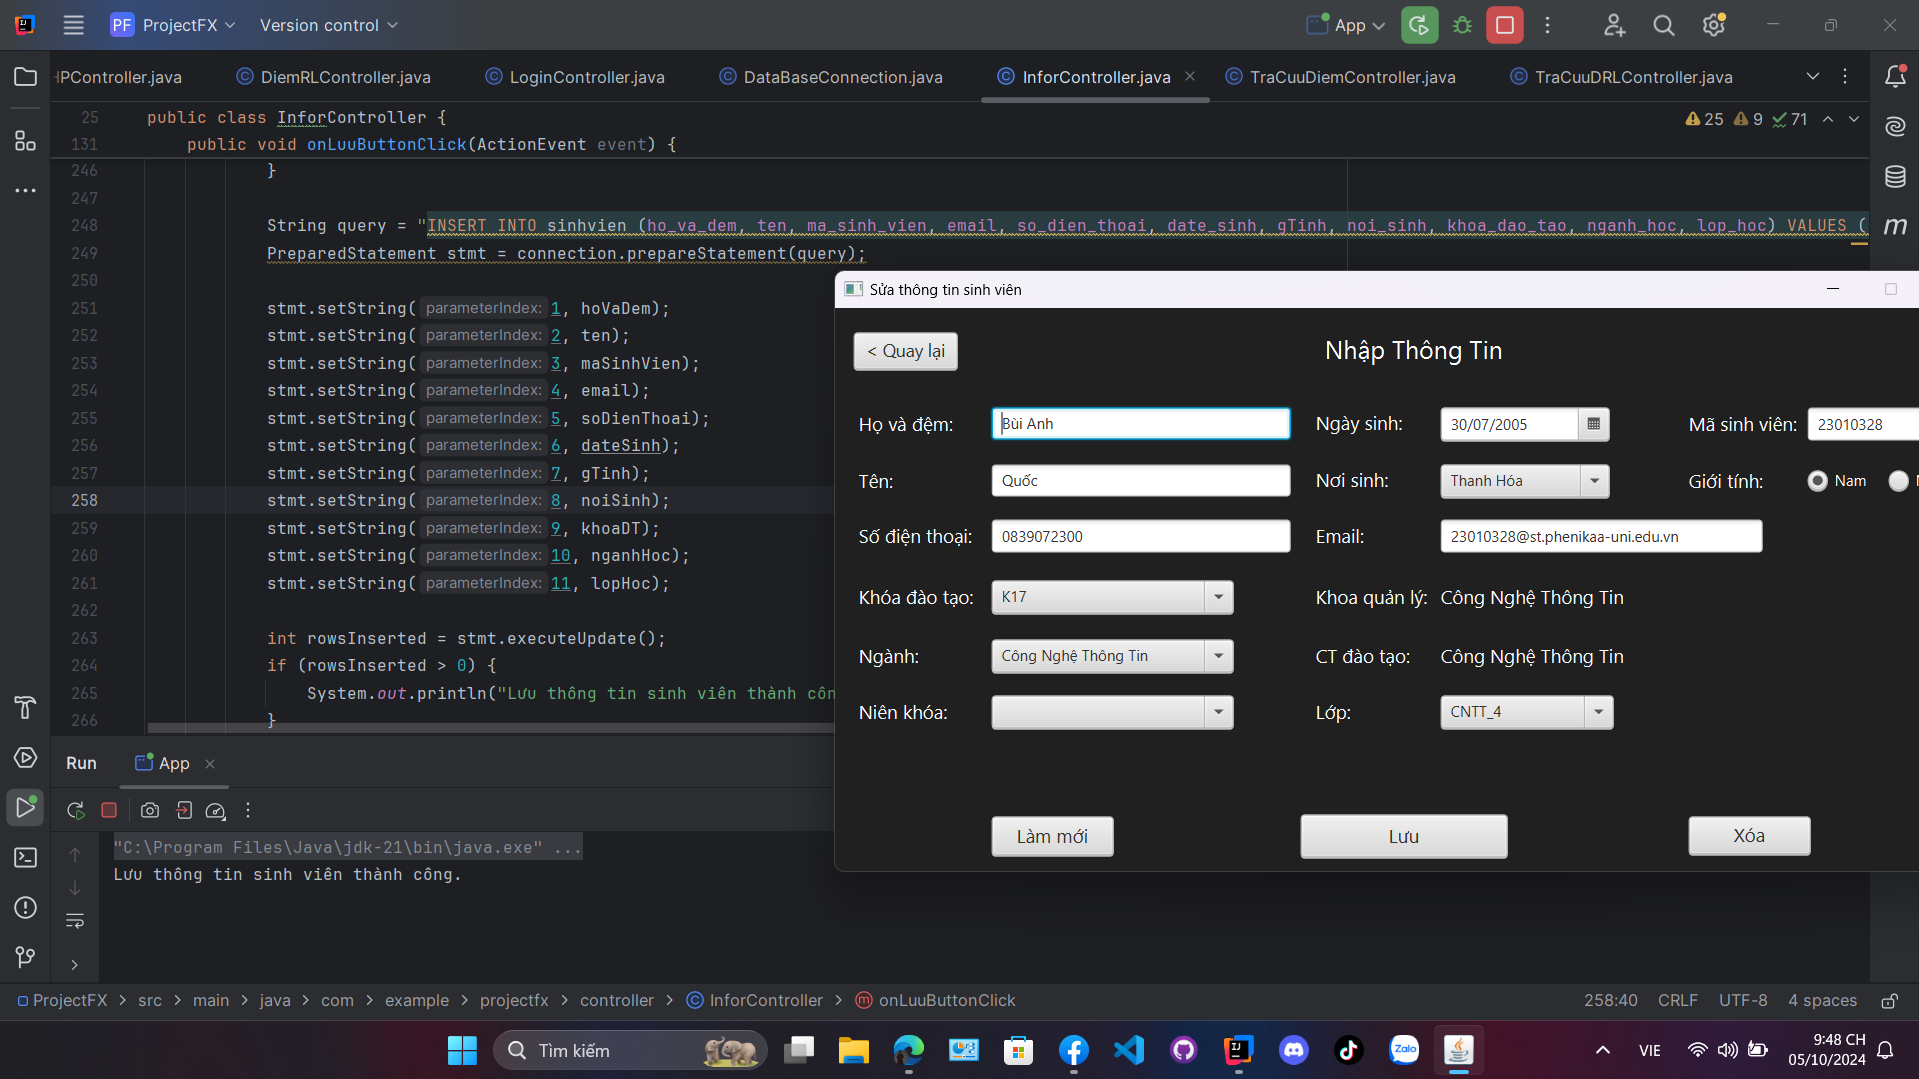 PF ProjectFX
Version control
App
PController.java
DiemRLController.java
LoginController.java
DataBaseConnection.java
InforController.java
TraCuuDiemController.java
TraCuuDRLController.java
25 public class InforController {
25 9 71
131 public void onLuuButtonClick(ActionEvent event) {
246 }
247
248 String query = "INSERT INTO sinhvien (ho_va_dem, ten, ma_sinh_vien, email, so_dien_thoai, date_sinh, gTinh, noi_sinh, khoa_dao_tao, nganh_hoc, lop_hoc) VALUES (
249 PreparedStatement stmt = connection.prepareStatement(query);
250
251 stmt.setString( parameterIndex: 1, hoVaDem);
252 stmt.setString( parameterIndex: 2, ten);
253 stmt.setString( parameterIndex: 3, maSinhVien);
254 stmt.setString( parameterIndex: 4, email);
255 stmt.setString( parameterIndex: 5, soDienThoai);
256 stmt.setString( parameterIndex: 6, dateSinh);
257 stmt.setString( parameterIndex: 7, gTinh);
258 stmt.setString( parameterIndex: 8, noiSinh);
259 stmt.setString( parameterIndex: 9, khoaDT);
260 stmt.setString( parameterIndex: 10, nganhHoc);
261 stmt.setString( parameterIndex: 11, lopHoc);
262
263 int rowsInserted = stmt.executeUpdate();
264 if (rowsInserted > 0) {
265 System.out.println("Lưu thông tin sinh viên thành côn
266 }
Sửa thông tin sinh viên
< Quay lại
Nhập Thông Tin
Họ và đệm: Bùi Anh
Ngày sinh: 30/07/2005
Mã sinh viên: 23010328
Tên: Quốc
Nơi sinh: Thanh Hóa
Giới tính: Nam
Số điện thoại: 0839072300
Email: 23010328@st.phenikaa-uni.edu.vn
Khóa đào tạo: K17
Khoa quản lý: Công Nghệ Thông Tin
Ngành: Công Nghệ Thông Tin
CT đào tạo: Công Nghệ Thông Tin
Niên khóa:
Lớp: CNTT_4
Làm mới
Lưu
Xóa
Run
App
"C:\Program Files\Java\jdk-21\bin\java.exe" ...
Lưu thông tin sinh viên thành công.
ProjectFX > src > main > java > com > example > projectfx > controller > InforController > onLuuButtonClick
258:40 CRLF UTF-8 4 spaces
Tìm kiếm
Zalo
VIE
9:48 CH
05/10/2024